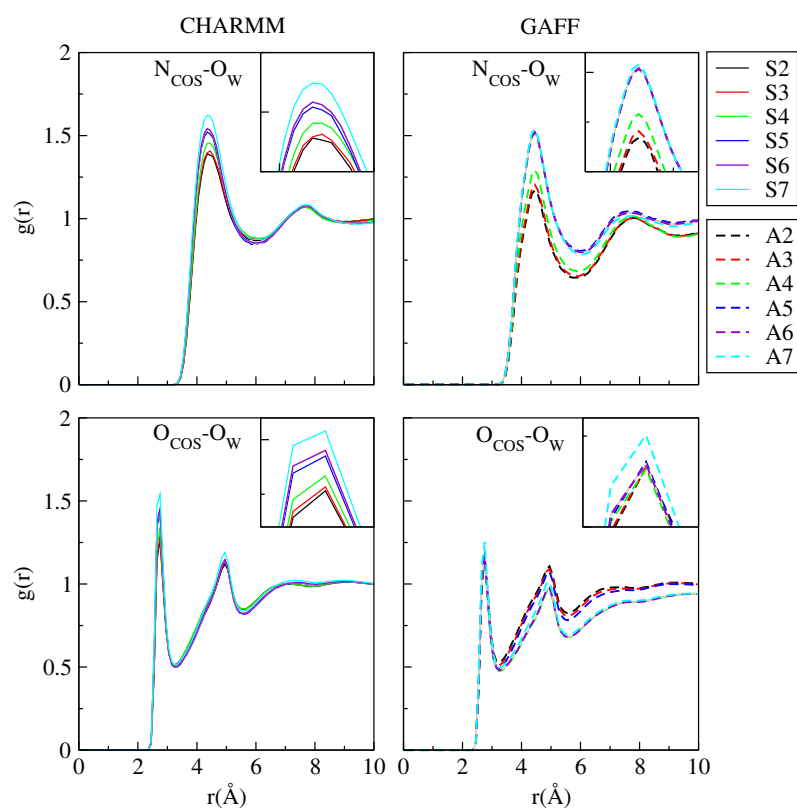 CHARMM
GAFF
N_COS-O_W
N_COS-O_W
g(r)
2
1.5
1
0.5
0
S2
S3
S4
S5
S6
S7
A2
A3
A4
A5
A6
A7
O_COS-O_W
O_COS-O_W
g(r)
2
1.5
1
0.5
0
0 2 4 6 8 10
0 2 4 6 8 10
r(Å)
r(Å)